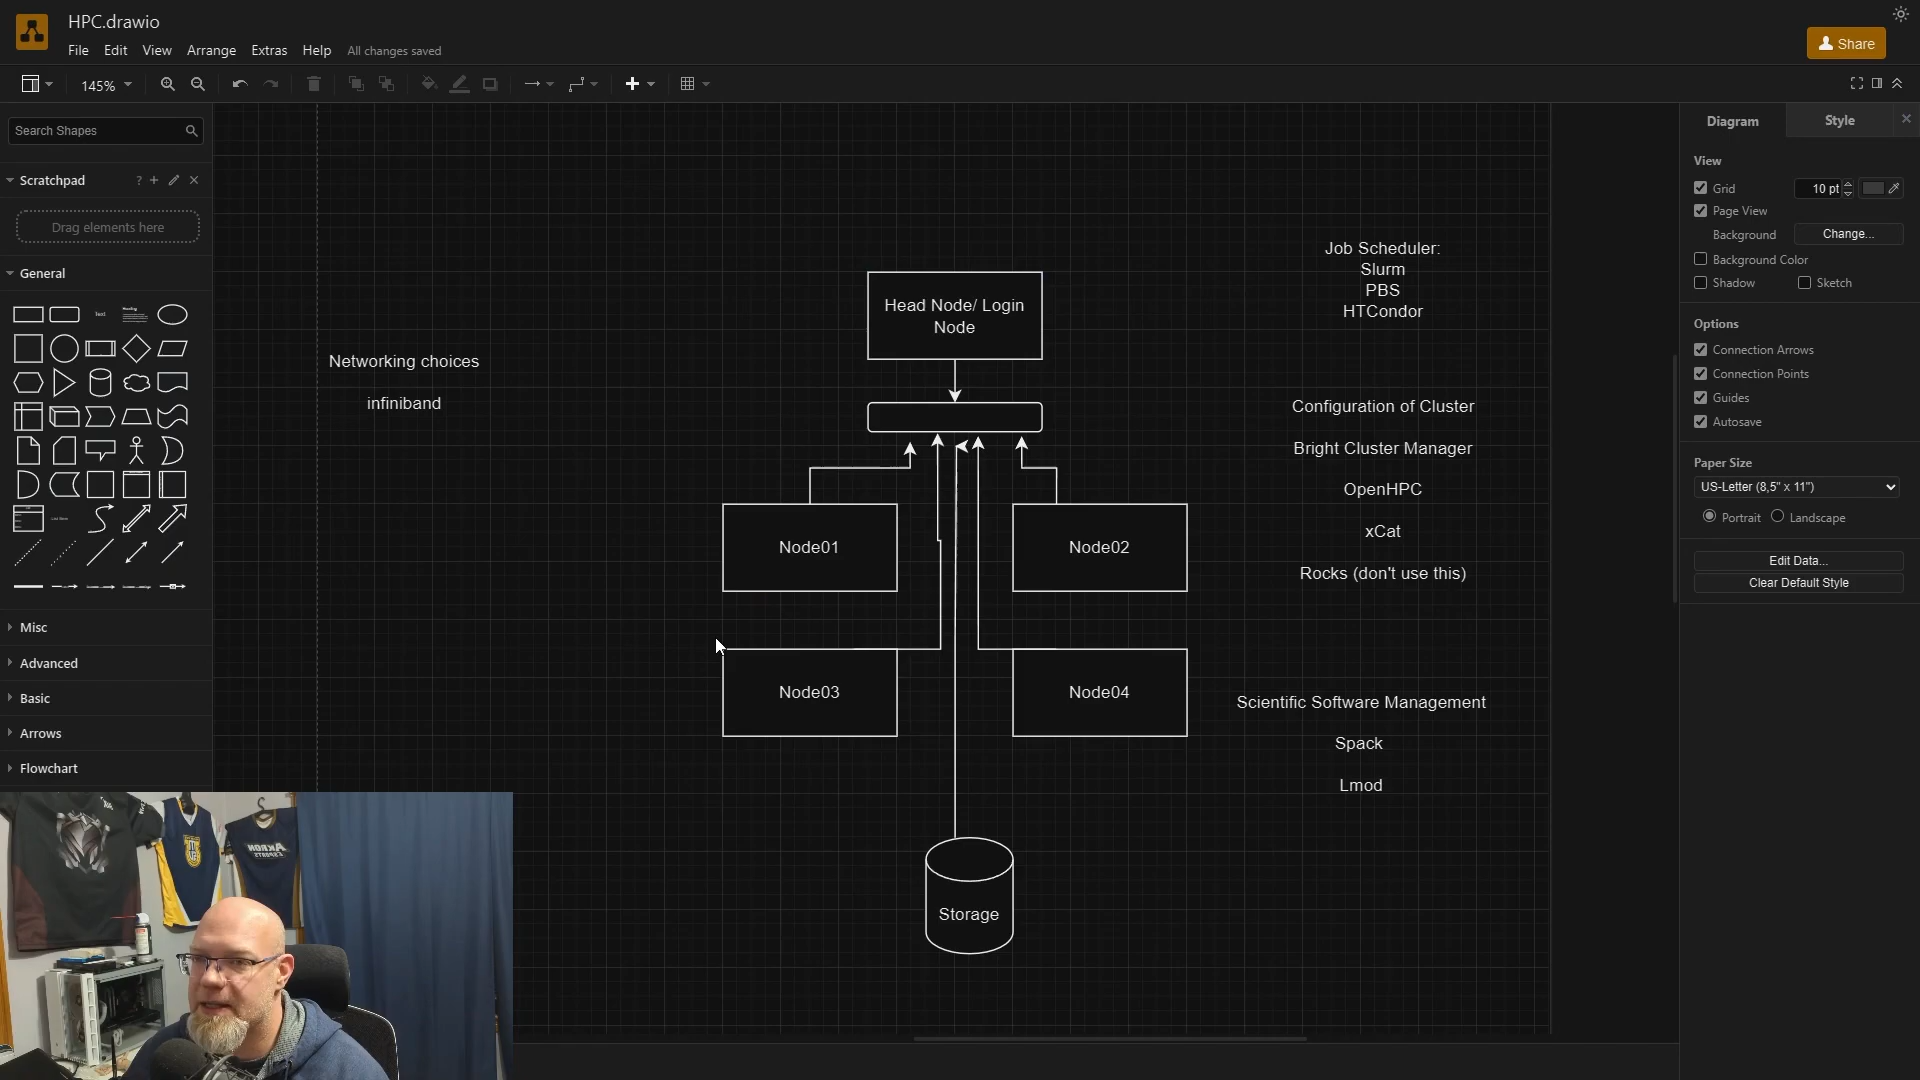 HPC.drawio
File Edit View Arrange Extras Help All changes saved
Share
145%
Search Shapes
Scratchpad
?
Drag elements here
General
Text
Heading
Misc
Advanced
Basic
Arrows
Flowchart
Networking choices
infiniband
Head Node/ Login
Node
Node01
Node02
Node03
Node04
Storage
Job Scheduler:
Slurm
PBS
HTCondor
Configuration of Cluster
Bright Cluster Manager
OpenHPC
xCat
Rocks (don't use this)
Scientific Software Management
Spack
Lmod
Diagram Style
View
Grid 10 pt
Page View
Background Change...
Background Color
Shadow Sketch
Options
Connection Arrows
Connection Points
Guides
Autosave
Paper Size
US-Letter (8,5" x 11")
Portrait Landscape
Edit Data...
Clear Default Style